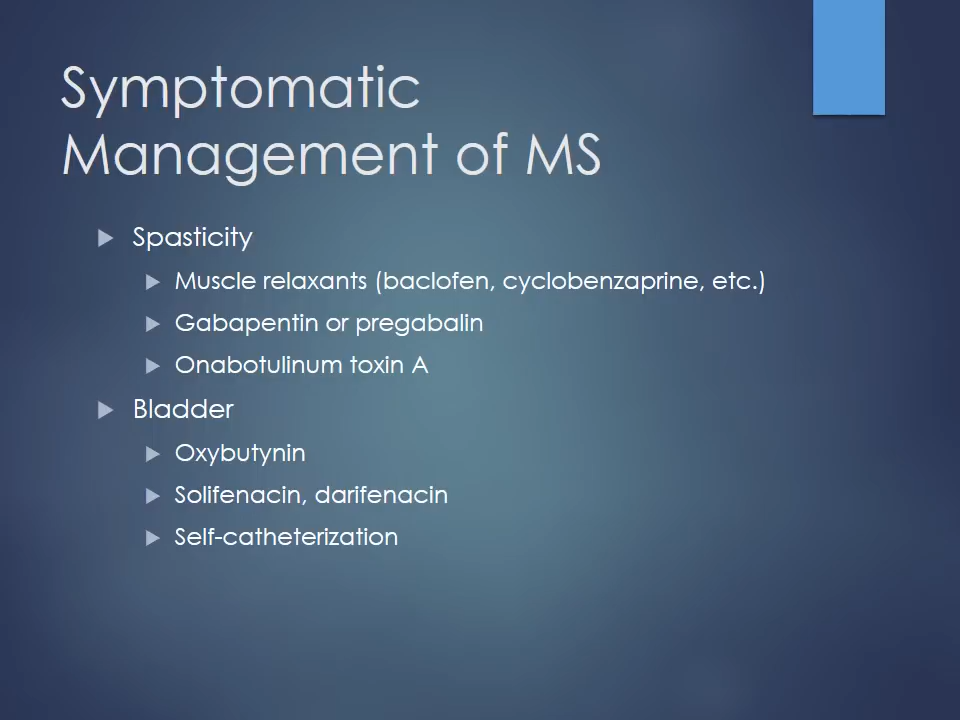 Symptomatic
Management of MS
Spasticity
Muscle relaxants (baclofen, cyclobenzaprine, etc.)
Gabapentin or pregabalin
Onabotulinum toxin A
Bladder
Oxybutynin
Solifenacin, darifenacin
Self-catheterization